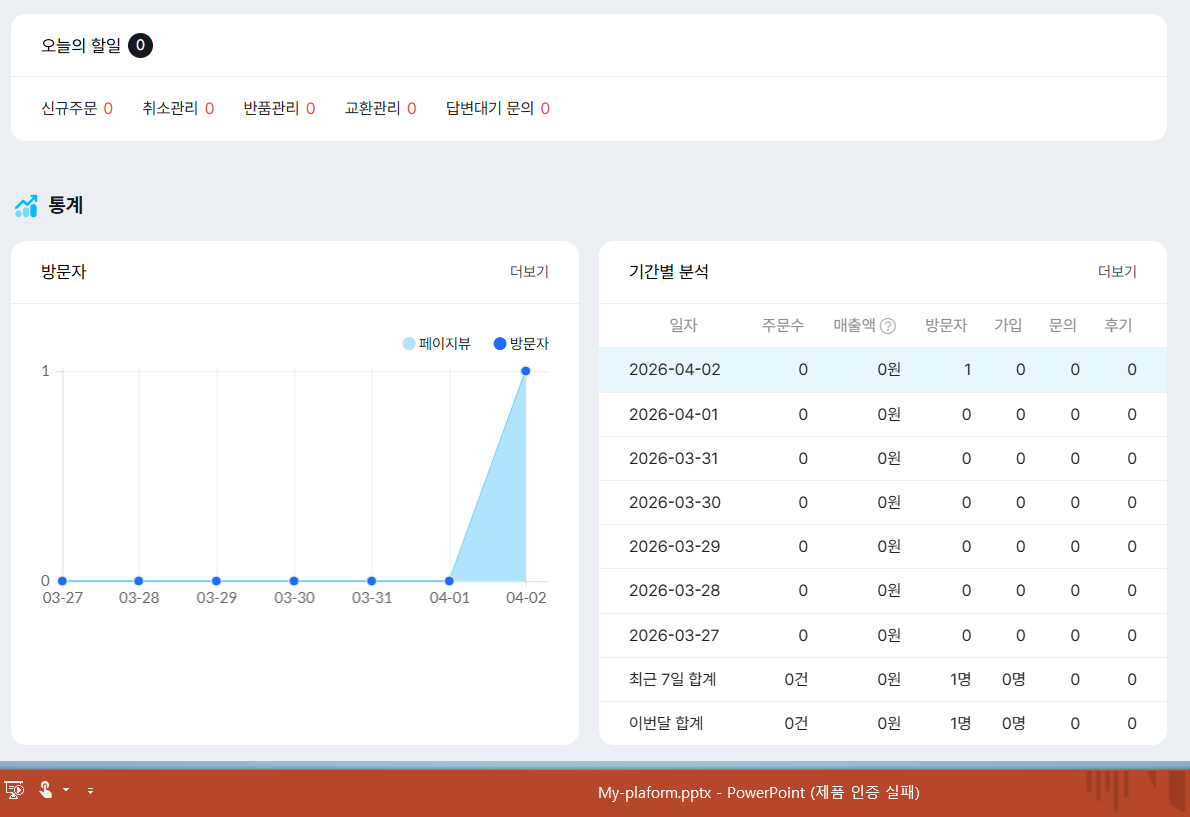 오늘의 할일 0
신규주문 0 취소관리 0 반품관리 0 교환관리 0 답변대기 문의 0
통계
방문자 더보기
페이지뷰 방문자
1
0
03-27 03-28 03-29 03-30 03-31 04-01 04-02
기간별 분석 더보기
일자 주문수 매출액 ? 방문자 가입 문의 후기
2026-04-02 0 0원 1 0 0 0
2026-04-01 0 0원 0 0 0 0
2026-03-31 0 0원 0 0 0 0
2026-03-30 0 0원 0 0 0 0
2026-03-29 0 0원 0 0 0 0
2026-03-28 0 0원 0 0 0 0
2026-03-27 0 0원 0 0 0 0
최근 7일 합계 0건 0원 1명 0명 0 0
이번달 합계 0건 0원 1명 0명 0 0
My-plaform.pptx - PowerPoint (제품 인증 실패)